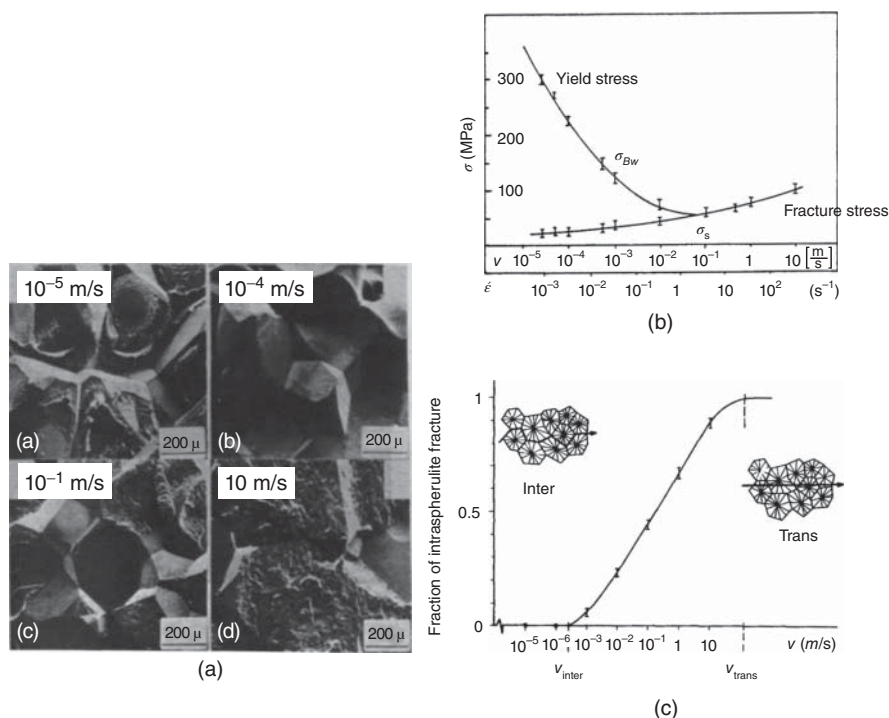 10⁻⁵ m/s
10⁻⁴ m/s
(a)
200 μ
(b)
200 μ
10⁻¹ m/s
10 m/s
(c)
200 μ
(d)
200 μ
(a)
σ (MPa)
300
200
100
Yield stress
σ_Bw
Fracture stress
σ_s
v 10⁻⁵ 10⁻⁴ 10⁻³ 10⁻² 10⁻¹ 1 10 [m/s]
ε̇ 10⁻³ 10⁻² 10⁻¹ 1 10 10² (s⁻¹)
(b)
Fraction of intraspherulite fracture
1
0.5
0
Inter
Trans
10⁻⁵ 10⁻⁶ 10⁻³ 10⁻² 10⁻¹ 1 10 v (m/s)
v_inter v_trans
(c)